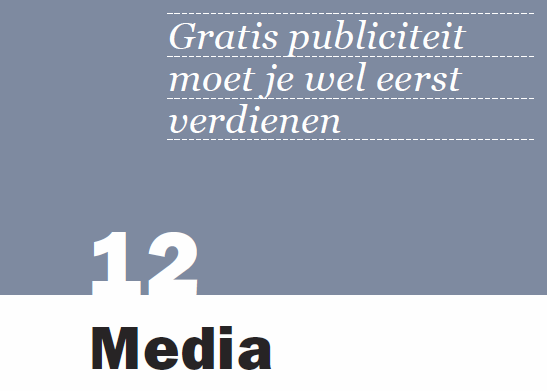 Gratis publiciteit
moet je wel eerst
verdienen
12
Media